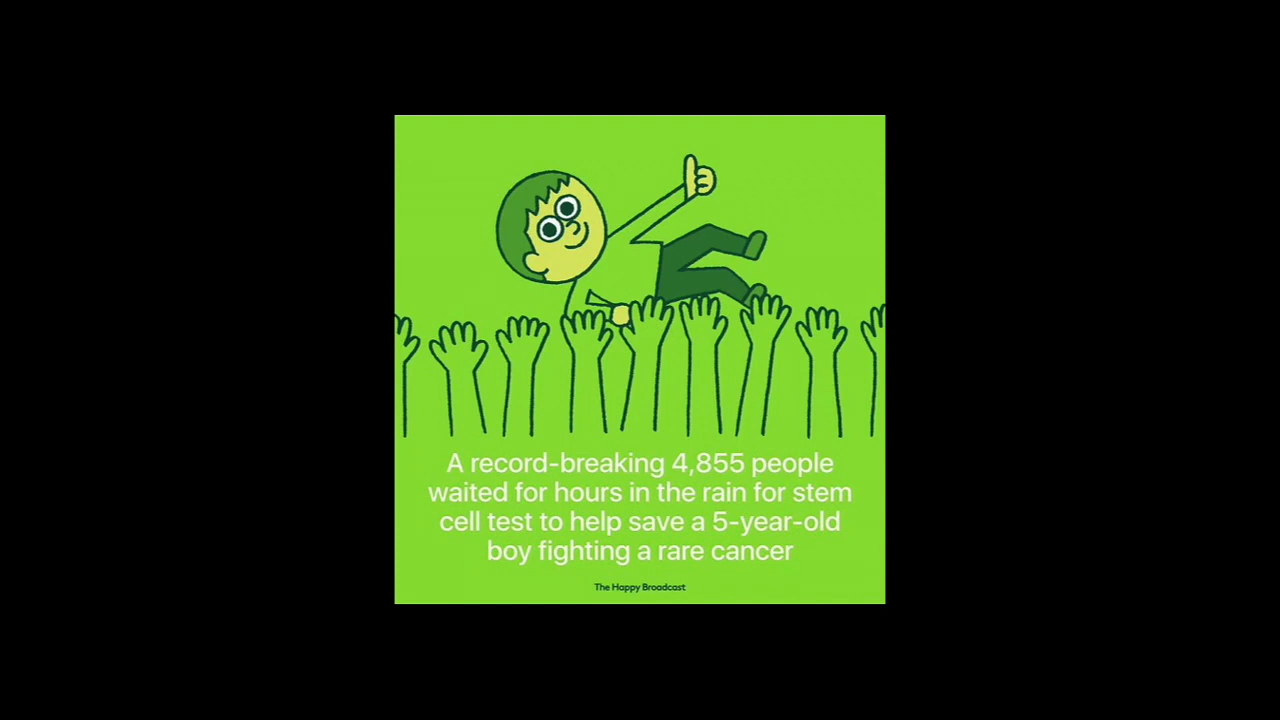 A record-breaking 4,855 people
waited for hours in the rain for stem
cell test to help save a 5-year-old
boy fighting a rare cancer
The Happy Broadcast